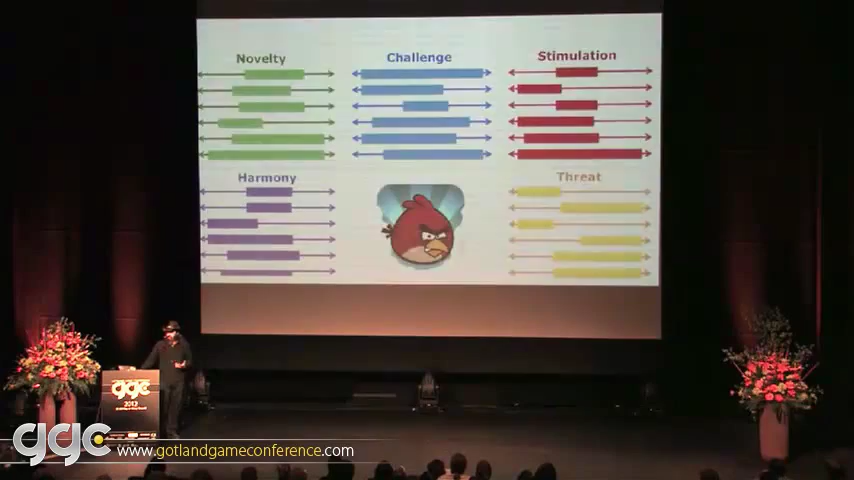 Novelty
Challenge
Stimulation
Harmony
Threat
ggc
2013
ggc
www.gotlandgameconference.com